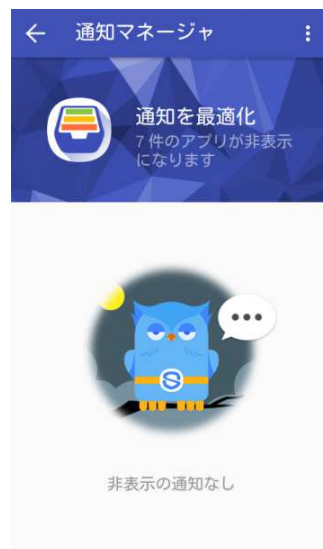 通知マネージャ
通知を最適化
7 件のアプリが非表示
になります
非表示の通知なし